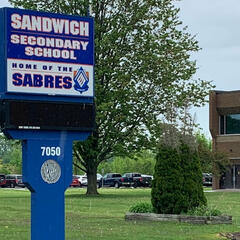 SANDWICH
SECONDARY
SCHOOL
HOME OF THE
SABRES
7050